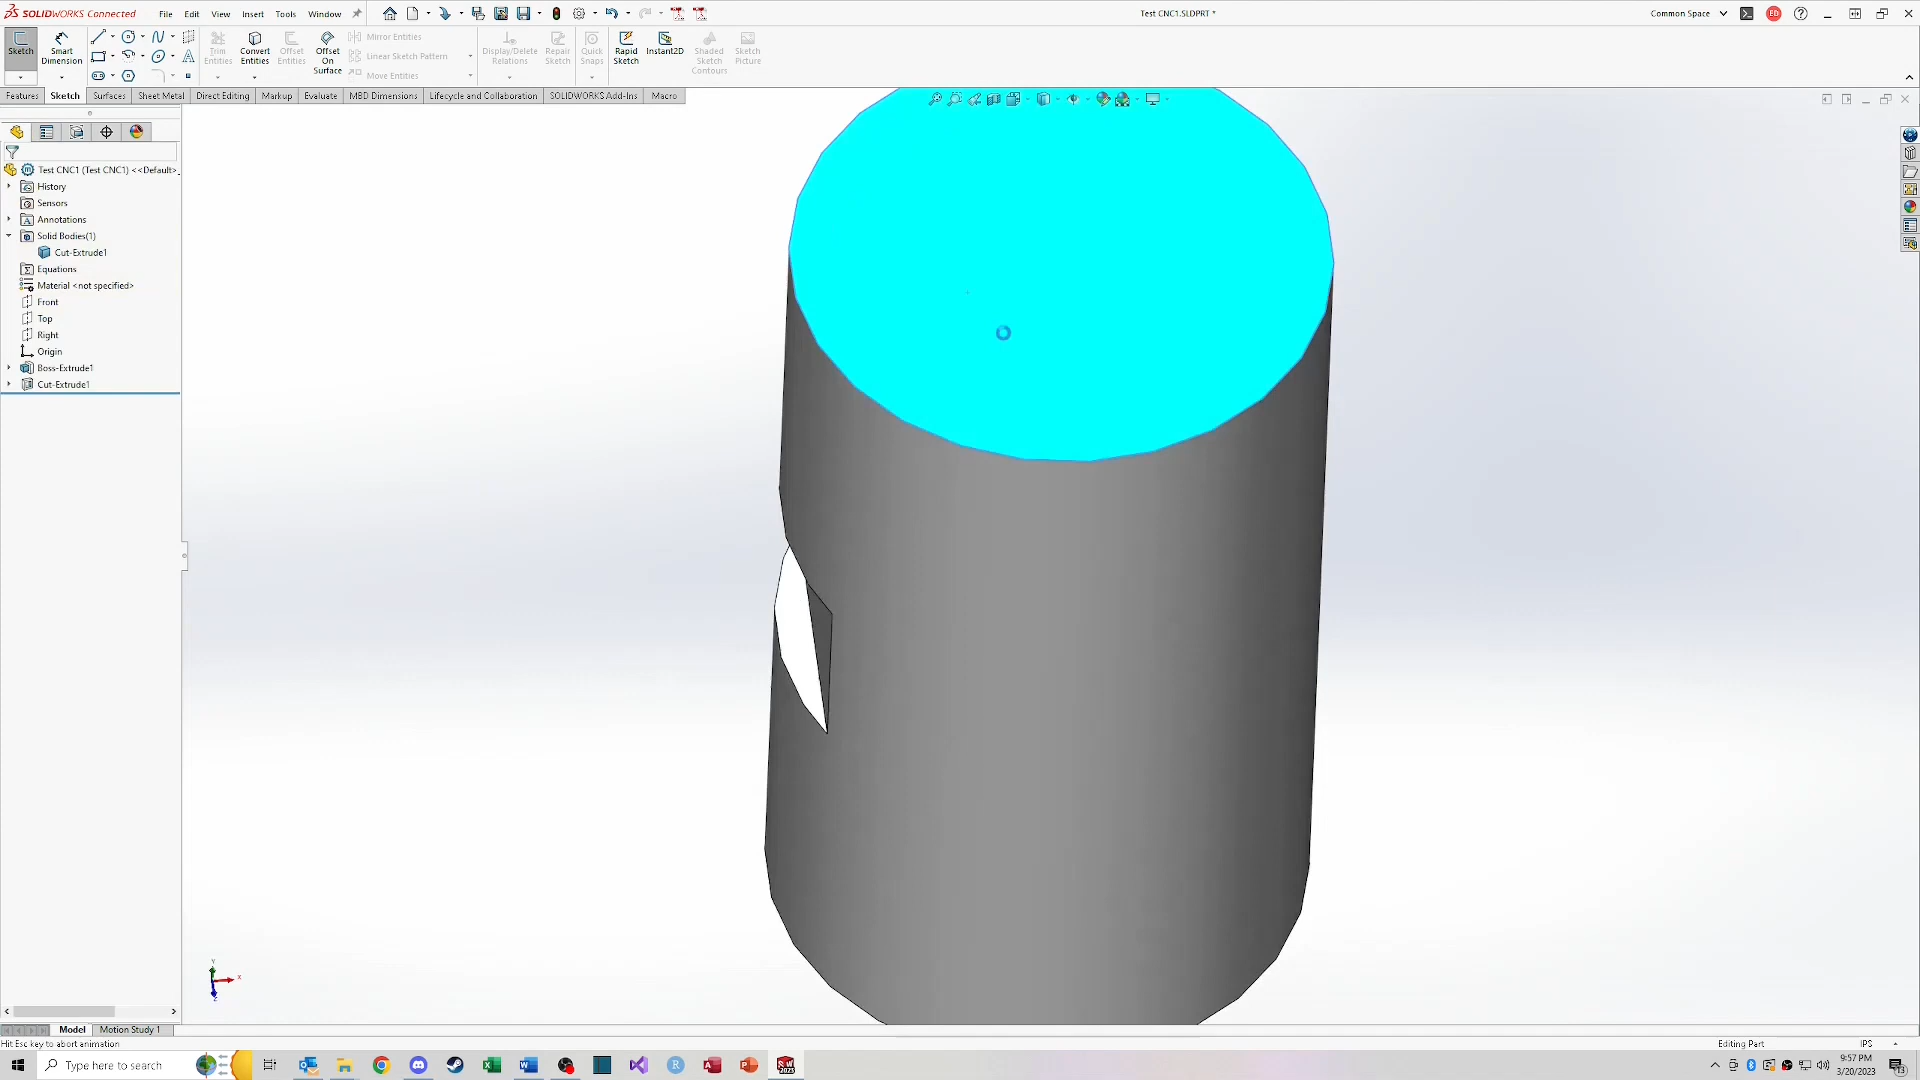 SOLIDWORKS Connected File Edit View Insert Tools Window Test CNC1.SLDPRT * Common Space ED
Sketch Smart Dimension Trim Entities Convert Entities Offset Entities Offset On Surface Mirror Entities Linear Sketch Pattern Move Entities Display/Delete Relations Repair Sketch Quick Snaps Rapid Sketch Instant2D Shaded Sketch Contours Sketch Picture
Features Sketch Surfaces Sheet Metal Direct Editing Markup Evaluate MBD Dimensions Lifecycle and Collaboration SOLIDWORKS Add-Ins Macro
Test CNC1 (Test CNC1) <<Default>_
History
Sensors
Annotations
Solid Bodies(1)
Cut-Extrude1
Equations
Material <not specified>
Front
Top
Right
Origin
Boss-Extrude1
Cut-Extrude1
Y
X
Z
Model Motion Study 1
Hit Esc key to abort animation Editing Part IPS
Type here to search 9:57 PM
3/20/2023